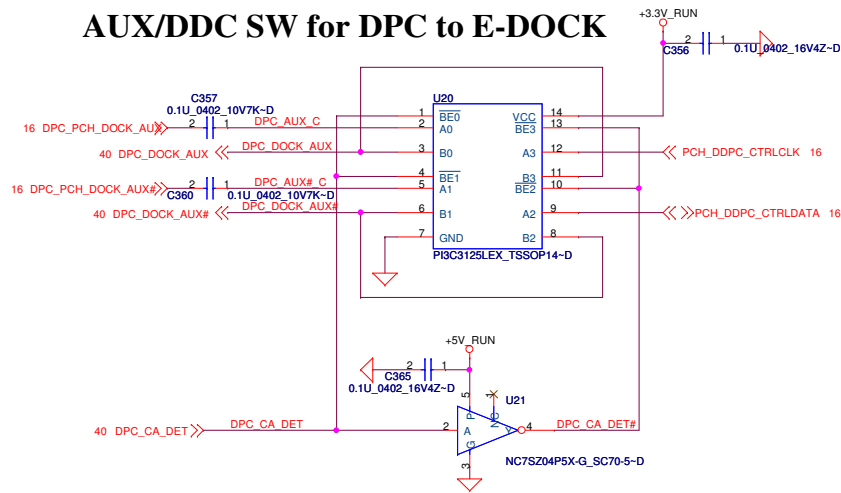 AUX/DDC SW for DPC to E-DOCK
+3.3V_RUN
C356
2
1
0.1U_0402_16V4Z~D
C357
0.1U_0402_10V7K~D
16 DPC_PCH_DOCK_AUX
2
1
DPC_AUX_C
40 DPC_DOCK_AUX
DPC_DOCK_AUX
16 DPC_PCH_DOCK_AUX#
2
1
DPC_AUX#_C
C360
0.1U_0402_10V7K~D
40 DPC_DOCK_AUX#
DPC_DOCK_AUX#
U20
1 BE0 VCC 14
2 A0 BE3 13
3 B0 A3 12
4 BE1 B3 11
5 A1 BE2 10
6 B1 A2 9
7 GND B2 8
PI3C3125LEX_TSSOP14~D
PCH_DDPC_CTRLCLK 16
PCH_DDPC_CTRLDATA 16
+5V_RUN
2
1
C365
0.1U_0402_16V4Z~D
U21
5
P
1
NC
40 DPC_CA_DET
DPC_CA_DET
2
A
Y
4
DPC_CA_DET#
G
3
NC7SZ04P5X-G_SC70-5~D